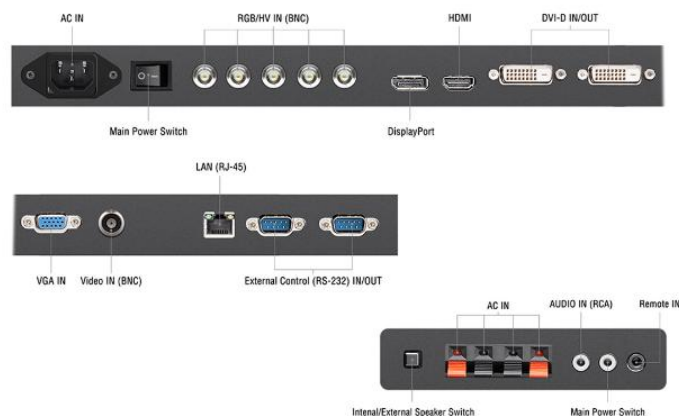 AC IN
RGB/HV IN (BNC)
HDMI
DVI-D IN/OUT
Main Power Switch
DisplayPort
LAN (RJ-45)
VGA IN
Video IN (BNC)
External Control (RS-232) IN/OUT
AC IN
AUDIO IN (RCA)
Remote IN
Intenal/External Speaker Switch
Main Power Switch